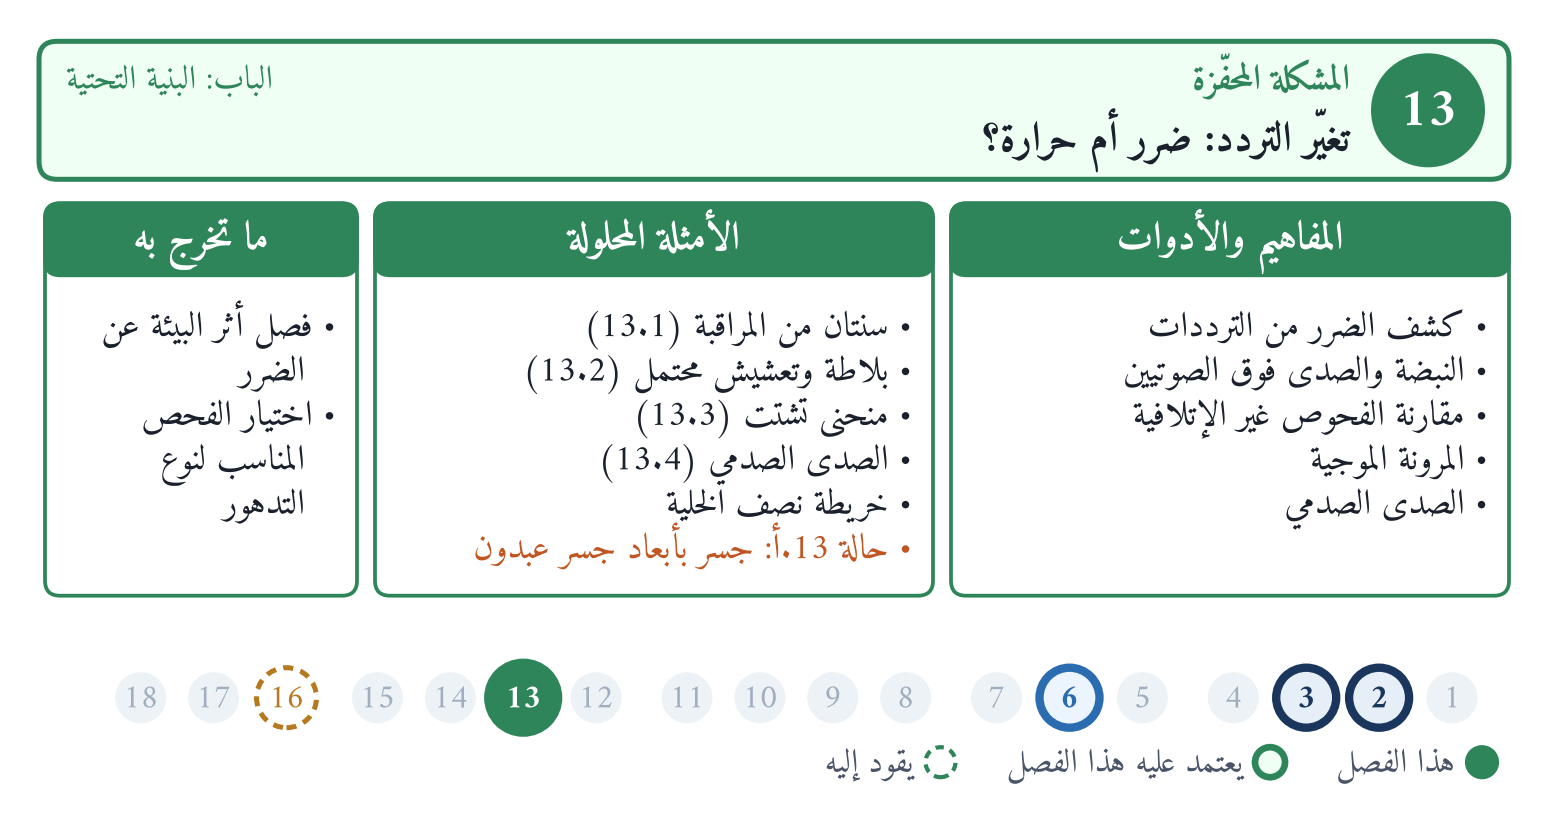 13
المشكلة المحفّزة
الباب: البنية التحتية
تغيّر التردد: ضرر أم حرارة؟
المفاهيم والأدوات
• كشف الضرر من الترددات
• النبضة والصدى فوق الصوتيين
• مقارنة الفحوص غير الإتلافية
• المرونة الموجية
• الصدى الصدمي
الأمثلة المحلولة
• سنتان من المراقبة (13.1)
• بلاطة وتعشيش محتمل (13.2)
• منحنى تشتت (13.3)
• الصدى الصدمي (13.4)
• خريطة نصف الخلية
• حالة 13.أ: جسر بأبعاد جسر عبدون
ما تخرج به
• فصل أثر البيئة عن
الضرر
• اختيار الفحص
المناسب لنوع
التدهور
1 2 3 4 5 6 7 8 9 10 11 12 13 14 15 16 17 18
هذا الفصل يعتمد عليه هذا الفصل يقود إليه